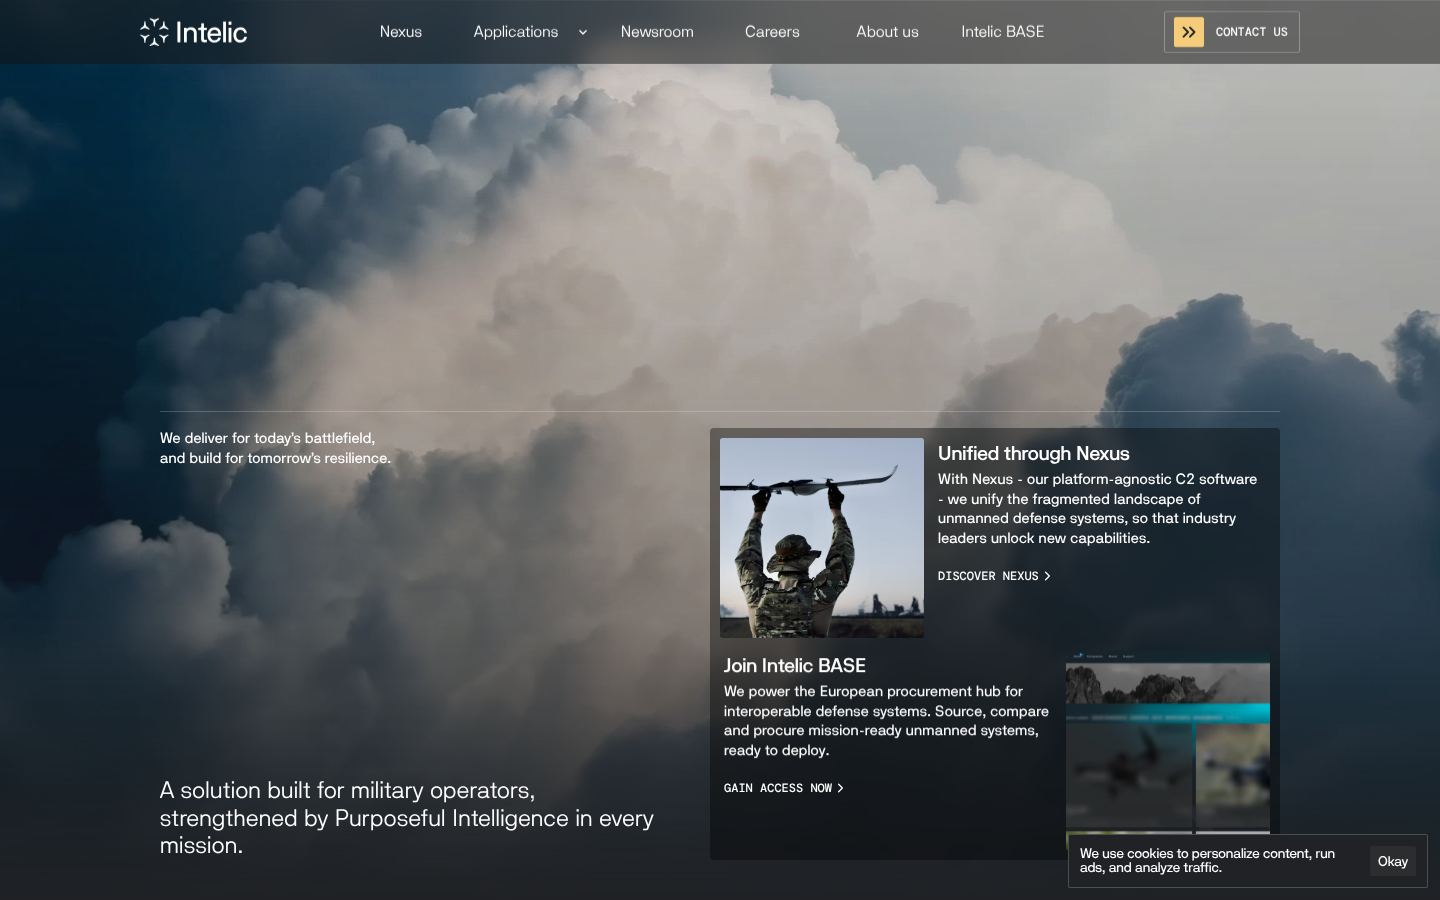 Intelic
Nexus
Applications
Newsroom
Careers
About us
Intelic BASE
CONTACT US
We deliver for today's battlefield,
and build for tomorrow's resilience.
Unified through Nexus
With Nexus - our platform-agnostic C2 software
- we unify the fragmented landscape of
unmanned defense systems, so that industry
leaders unlock new capabilities.
DISCOVER NEXUS
Join Intelic BASE
We power the European procurement hub for
interoperable defense systems. Source, compare
and procure mission-ready unmanned systems,
ready to deploy.
GAIN ACCESS NOW
A solution built for military operators,
strengthened by Purposeful Intelligence in every
mission.
We use cookies to personalize content, run
ads, and analyze traffic.
Okay